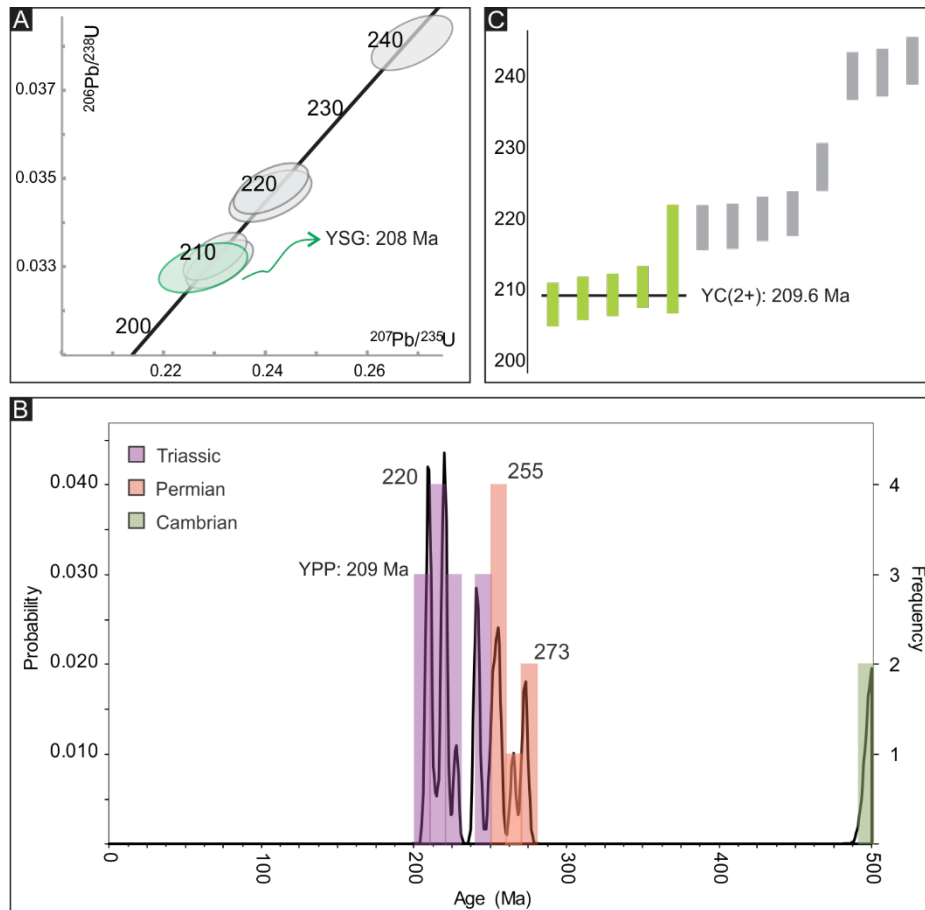 A
206Pb/238U
240
0.037
230
0.035
220
YSG: 208 Ma
210
0.033
200
207Pb/235U
0.22
0.24
0.26
C
240
230
220
210
YC(2+): 209.6 Ma
200
B
Triassic
Permian
Cambrian
220
255
0.040
4
YPP: 209 Ma
0.030
3
Probability
Frequency
273
0.020
2
0.010
1
0
100
200
300
400
500
Age (Ma)